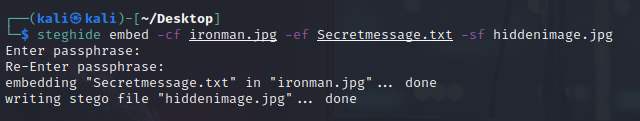 ┌──(kali㉿kali)-[~/Desktop]
└─$ steghide embed -cf ironman.jpg -ef Secretmessage.txt -sf hiddenimage.jpg
Enter passphrase:
Re-Enter passphrase:
embedding "Secretmessage.txt" in "ironman.jpg"... done
writing stego file "hiddenimage.jpg"... done